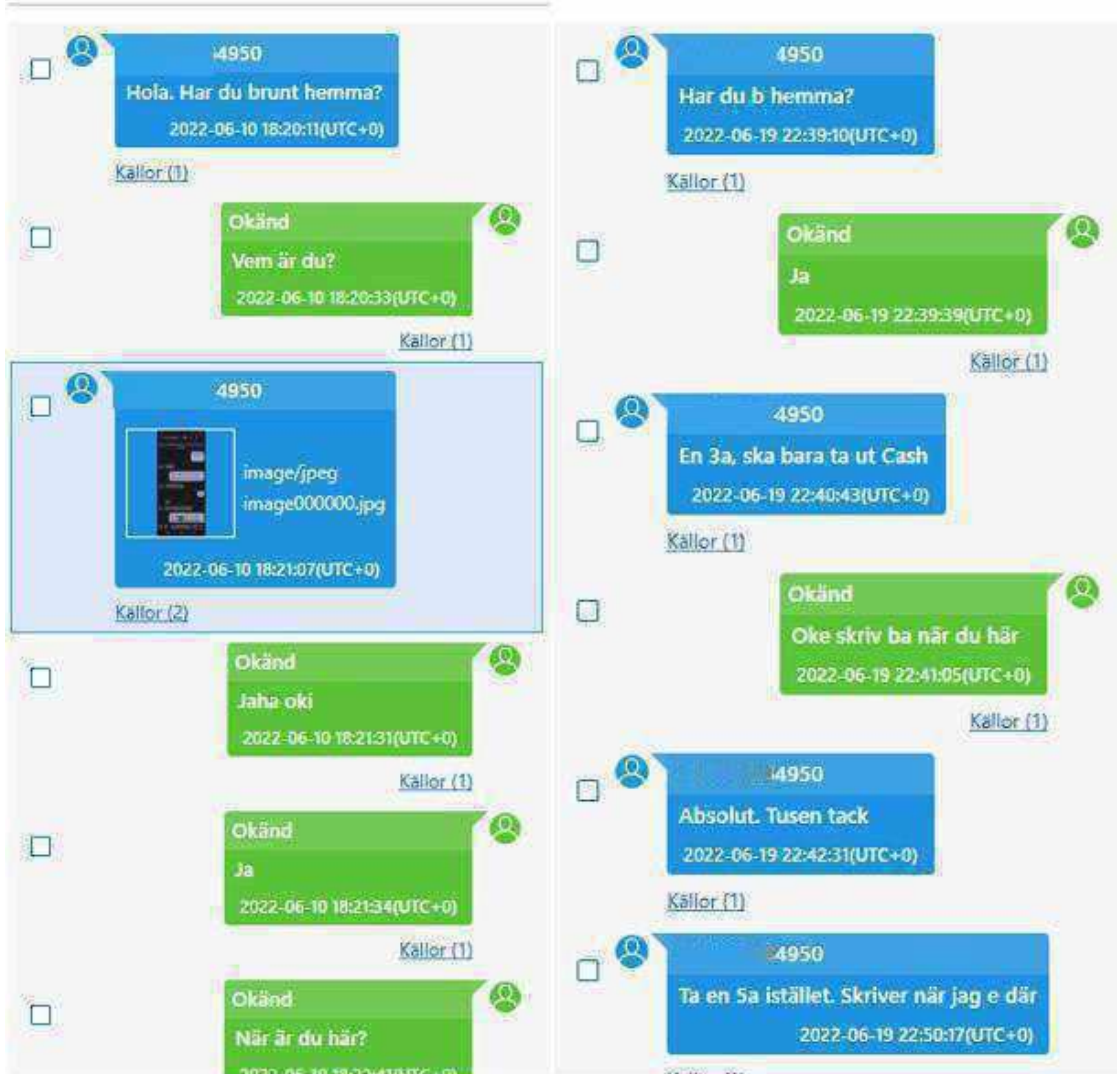 4950
Hola. Har du brunt hemma?
2022-06-10 18:20:11(UTC+0)
Källor (1)
Okänd
Vem är du?
2022-06-10 18:20:33(UTC+0)
Källor (1)
4950
image/jpeg
image000000.jpg
2022-06-10 18:21:07(UTC+0)
Källor (2)
Okänd
Jaha oki
2022-06-10 18:21:31(UTC+0)
Källor (1)
Okänd
Ja
2022-06-10 18:21:34(UTC+0)
Källor (1)
Okänd
När är du här?
4950
Har du b hemma?
2022-06-19 22:39:10(UTC+0)
Källor (1)
Okänd
Ja
2022-06-19 22:39:39(UTC+0)
Källor (1)
4950
En 3a, ska bara ta ut Cash
2022-06-19 22:40:43(UTC+0)
Källor (1)
Okänd
Oke skriv ba när du här
2022-06-19 22:41:05(UTC+0)
Källor (1)
4950
Absolut. Tusen tack
2022-06-19 22:42:31(UTC+0)
Källor (1)
4950
Ta en 5a istället. Skriver när jag e där
2022-06-19 22:50:17(UTC+0)